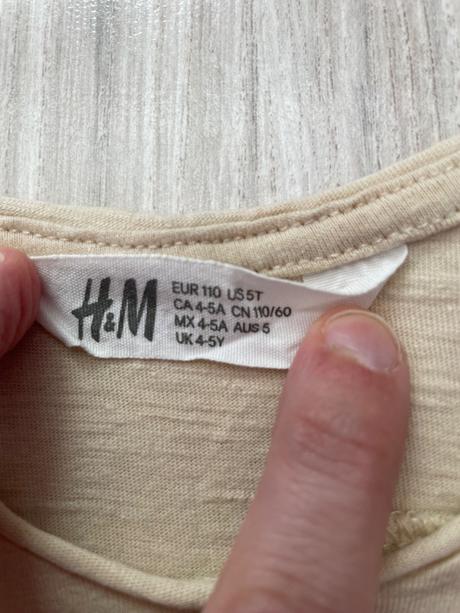 H&M
EUR 110 US 5T
CA 4-5A CN 110/60
MX 4-5A AUS 5
UK 4-5Y